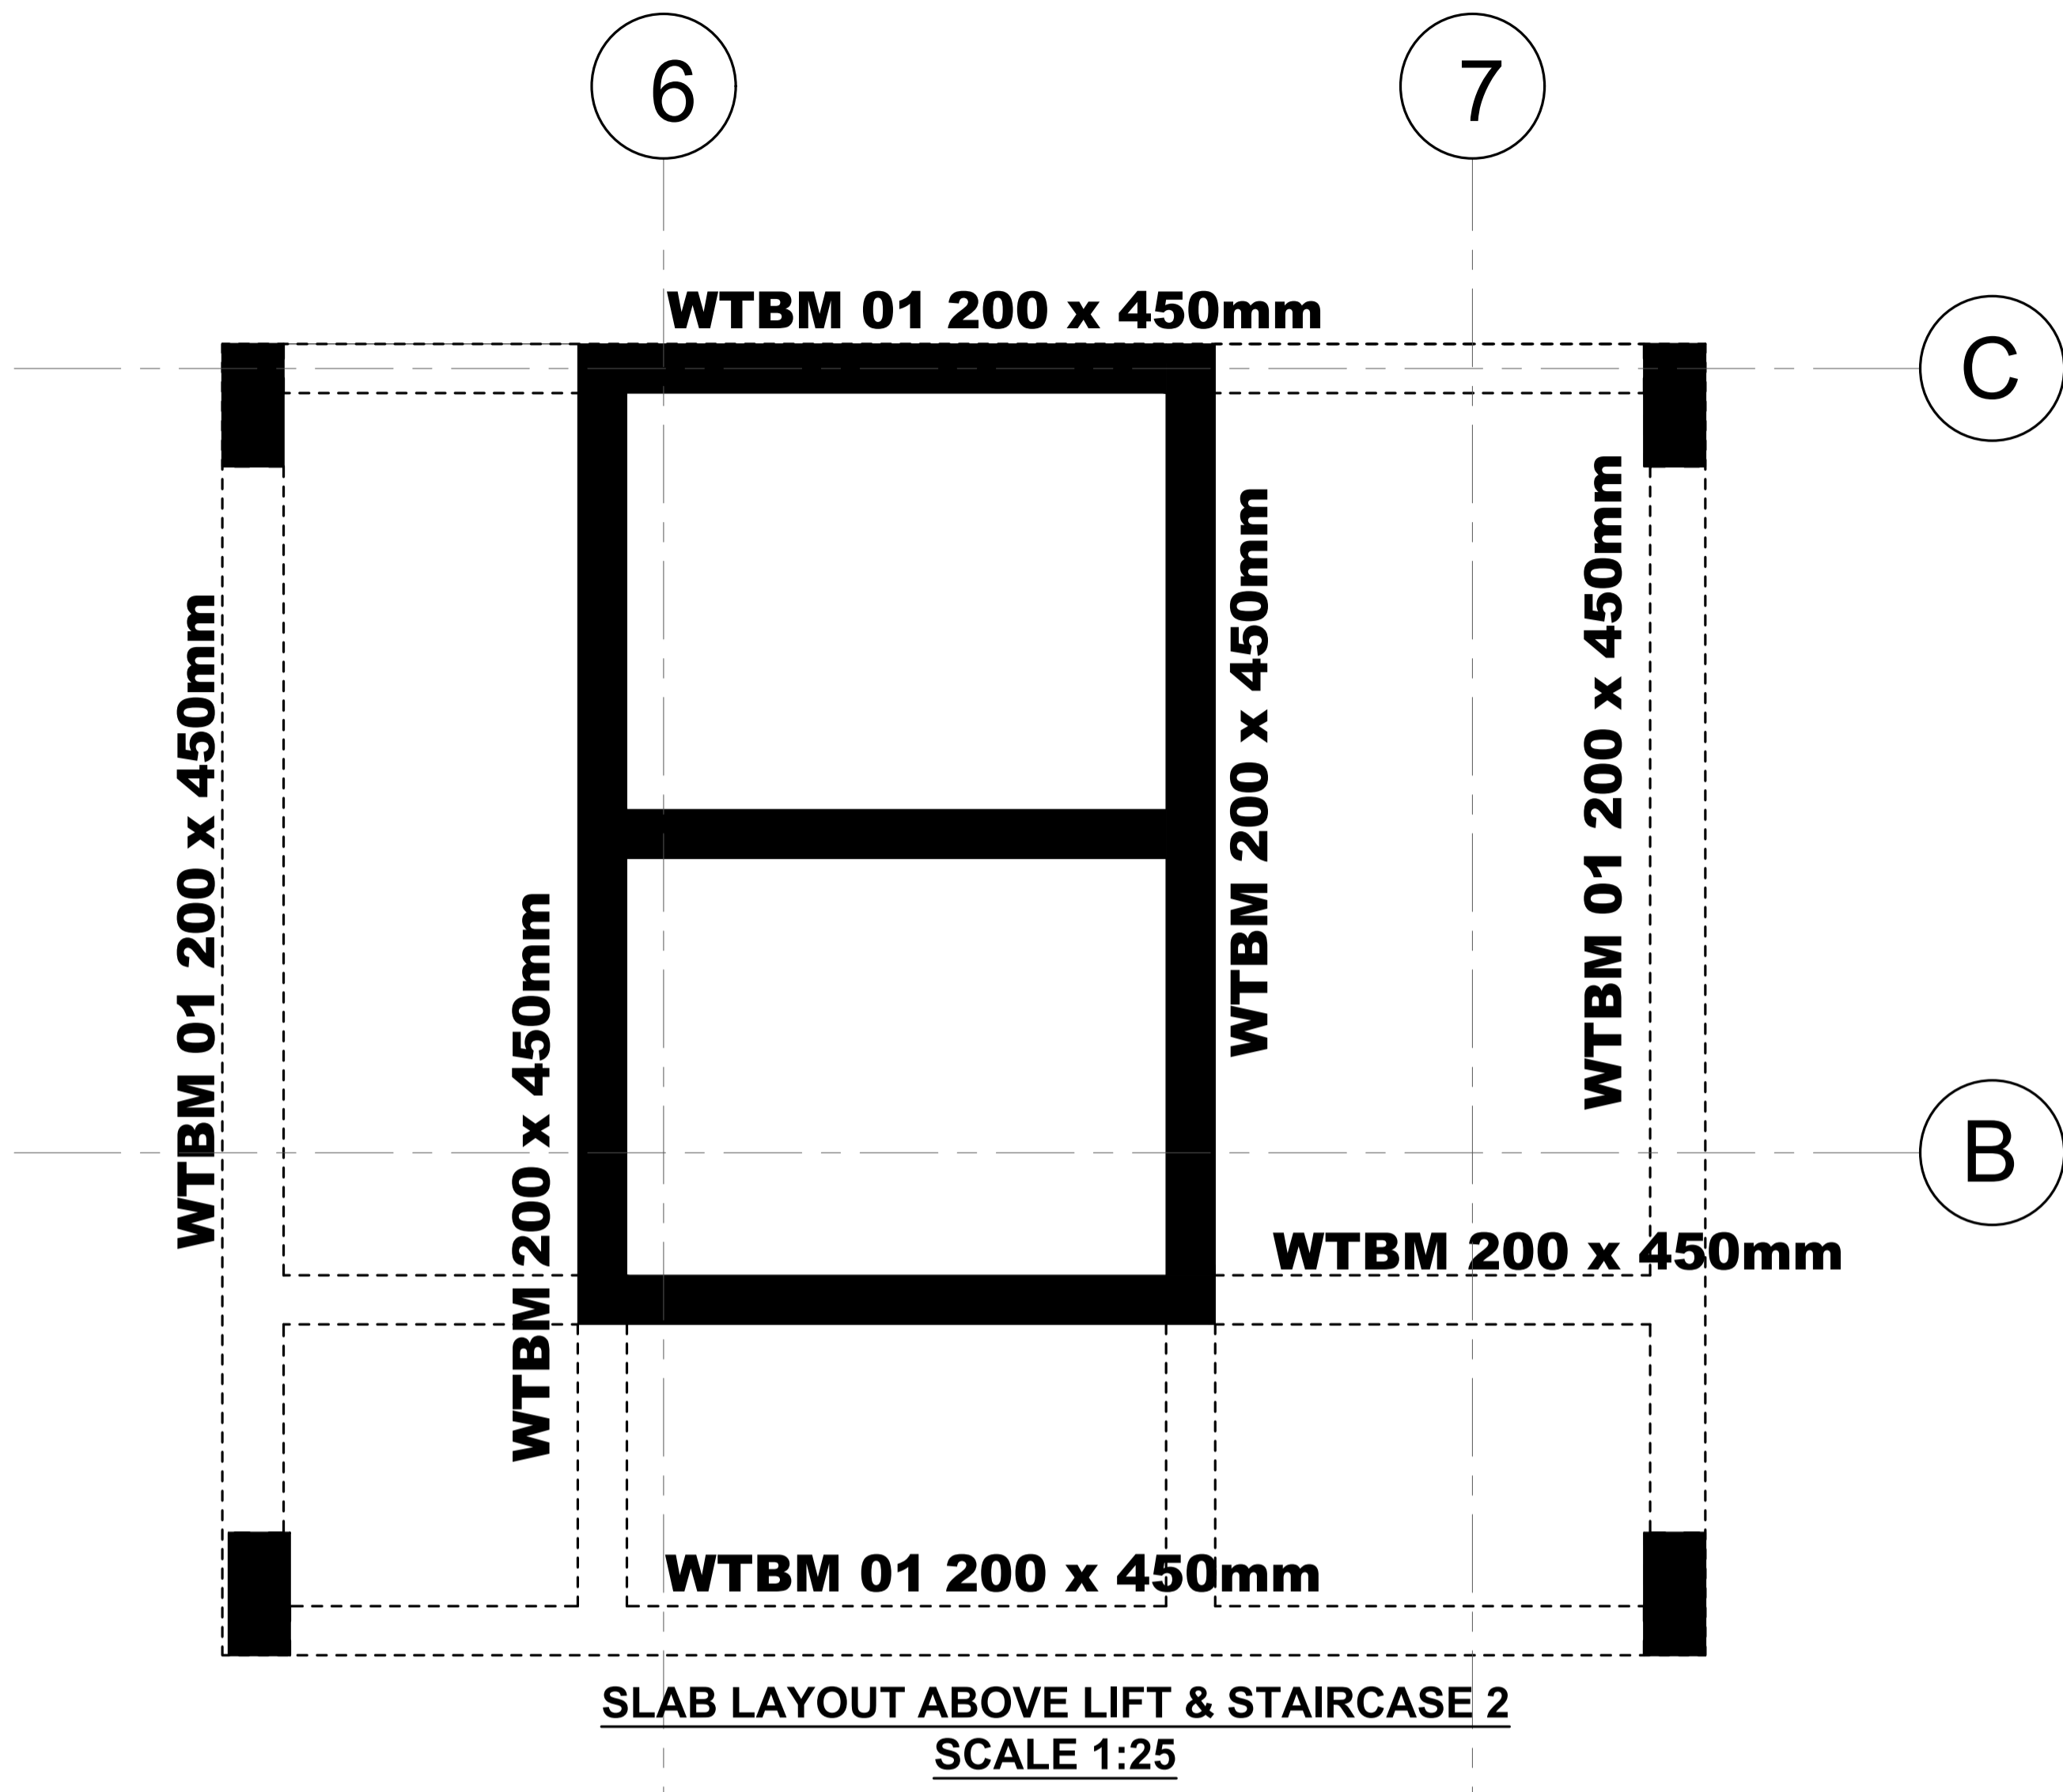 6
7
WTBM 01 200 x 450mm
C
WTBM 01 200 x 450mm
WTBM 200 x 450mm
WTBM 200 x 450mm
WTBM 01 200 x 450mm
B
WTBM 200 x 450mm
WTBM 01 200 x 450mm
SLAB LAYOUT ABOVE LIFT & STAIRCASE 2
SCALE 1:25